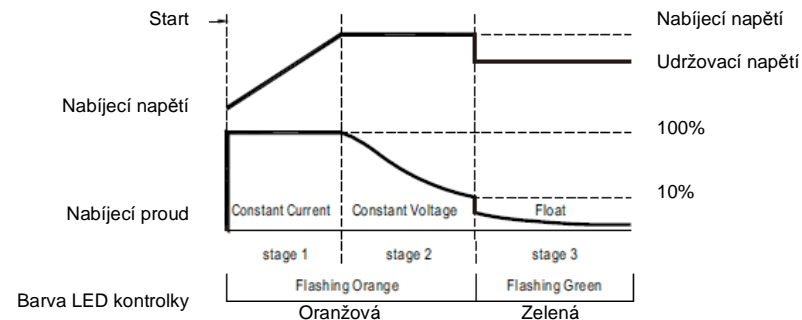 Start
Nabíjecí napětí
Udržovací napětí
Nabíjecí napětí
100%
10%
Nabíjecí proud
Constant Current
Constant Voltage
Float
stage 1
stage 2
stage 3
Flashing Orange
Flashing Green
Barva LED kontrolky
Oranžová
Zelená